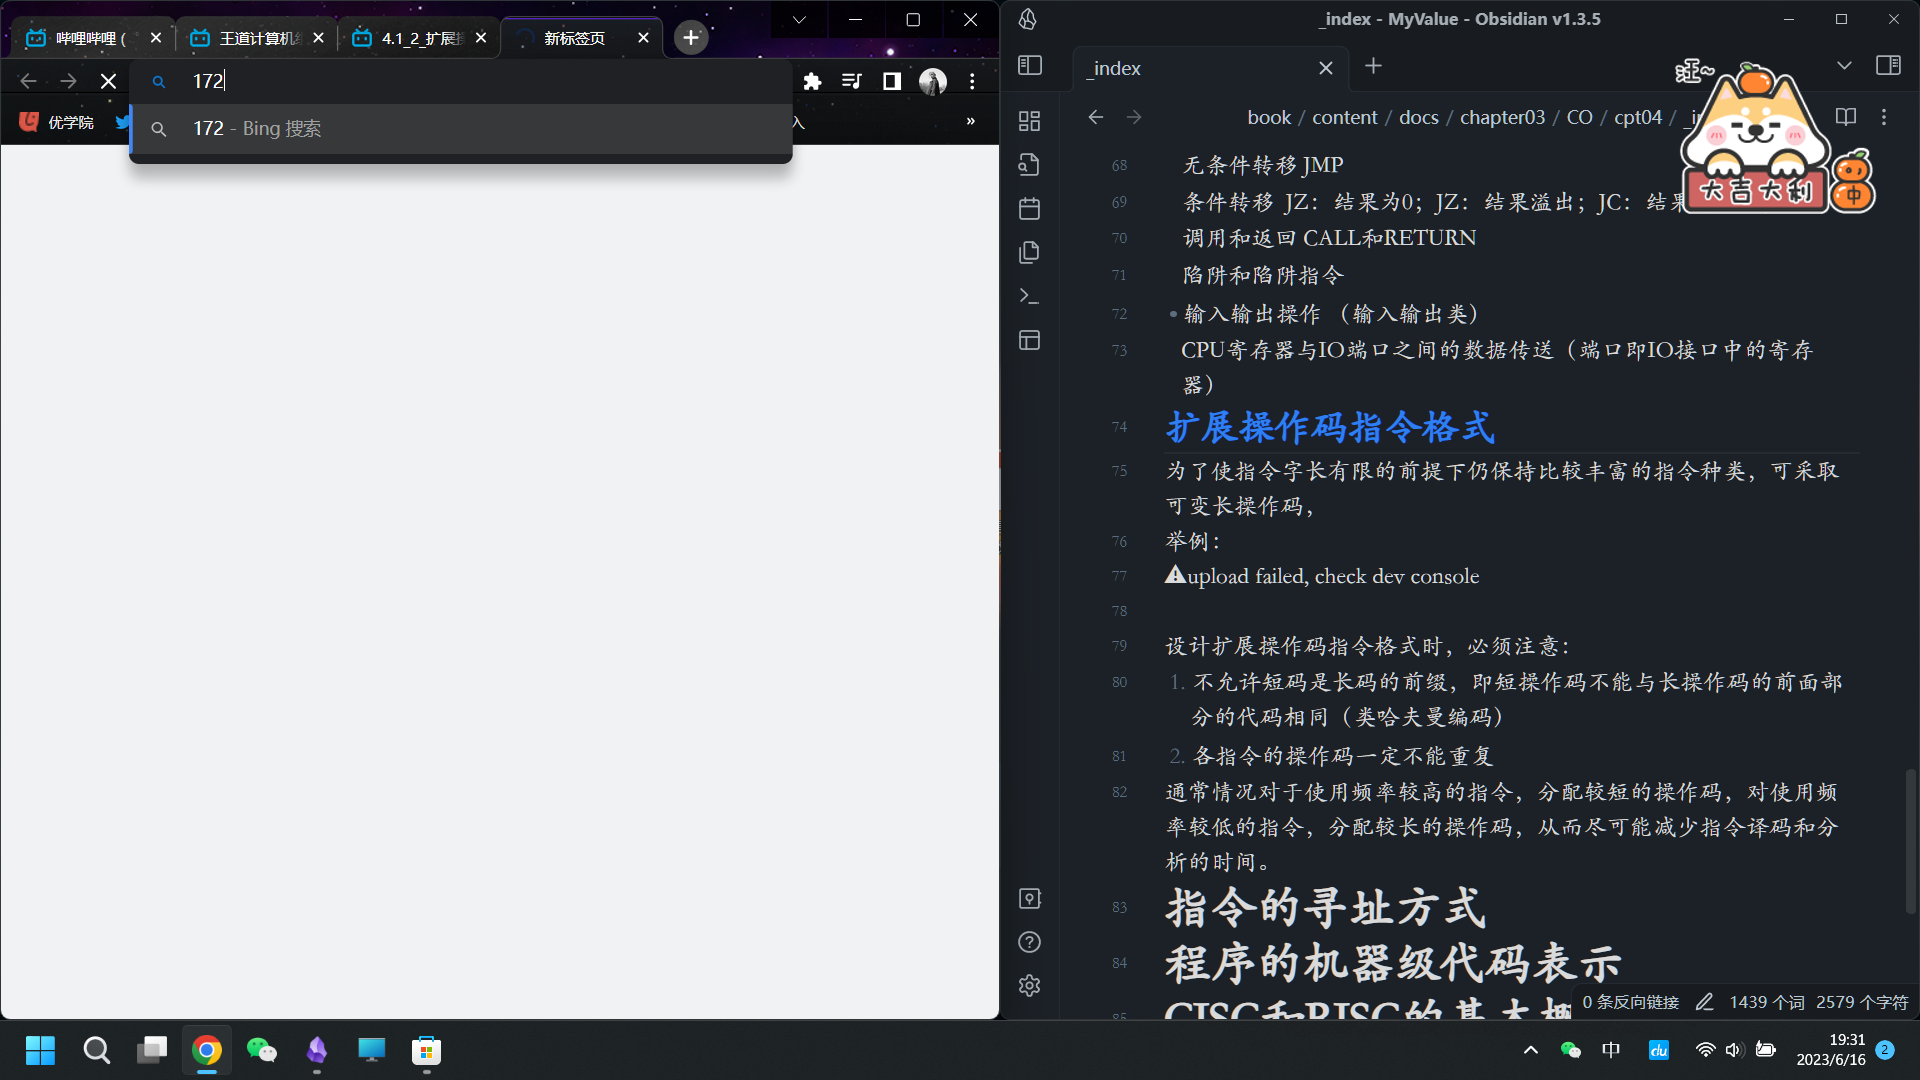 哔哩哔哩 (
王道计算机组
4.1_2_扩展操
新标签页
172
优学院
入
»
172 - Bing 搜索
_index - MyValue - Obsidian v1.3.5
_index
book / content / docs / chapter03 / CO / cpt04 / _i
汪~
大吉大利
中
68 无条件转移 JMP
69 条件转移 JZ：结果为0；JZ：结果溢出；JC：结果
70 调用和返回 CALL和RETURN
71 陷阱和陷阱指令
72 • 输入输出操作 （输入输出类）
73 CPU寄存器与IO端口之间的数据传送（端口即IO接口中的寄存
器）
74 扩展操作码指令格式
75 为了使指令字长有限的前提下仍保持比较丰富的指令种类，可采取
可变长操作码，
76 举例：
77 ⚠upload failed, check dev console
78
79 设计扩展操作码指令格式时，必须注意：
80 1. 不允许短码是长码的前缀，即短操作码不能与长操作码的前面部
分的代码相同（类哈夫曼编码）
81 2. 各指令的操作码一定不能重复
82 通常情况对于使用频率较高的指令，分配较短的操作码，对使用频
率较低的指令，分配较长的操作码，从而尽可能减少指令译码和分
析的时间。
83 指令的寻址方式
84 程序的机器级代码表示
85 CISC和RISC的基本概
0 条反向链接 1439 个词 2579 个字符
中
du
19:31
2023/6/16
2